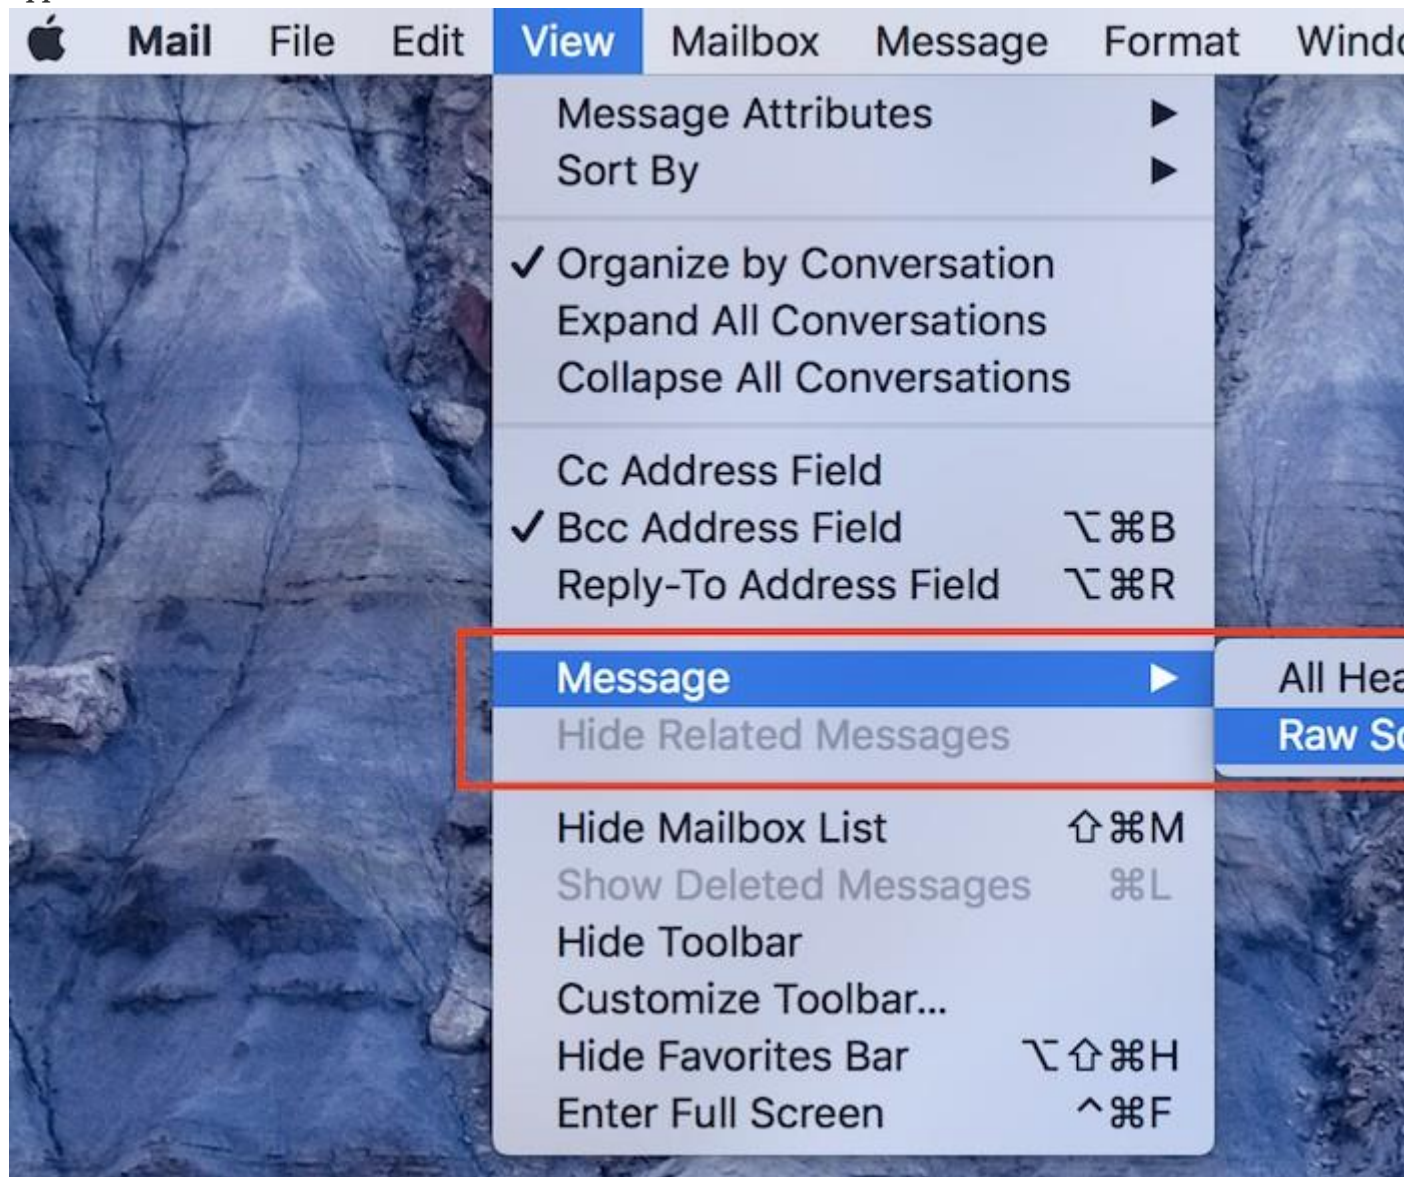 Mail File Edit View Mailbox Message Format
Message Attributes
Sort By
✓ Organize by Conversation
Expand All Conversations
Collapse All Conversations
Cc Address Field
✓ Bcc Address Field ⌥⌘B
Reply-To Address Field ⌥⌘R
Message ▶ All
Hide Related Messages Raw
Hide Mailbox List ⇧⌘M
Show Deleted Messages ⌘L
Hide Toolbar
Customize Toolbar...
Hide Favorites Bar ⌥⇧⌘H
Enter Full Screen ^⌘F